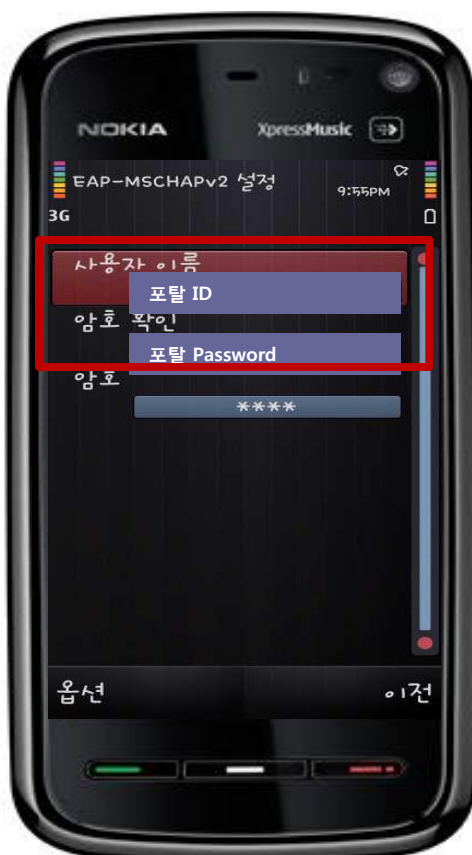 NOKIA XpressMusic
EAP-MSCHAPv2 설정 9:55PM
3G
사용자 이름
포탈 ID
암호 확인
포탈 Password
암호
****
옵션 이전